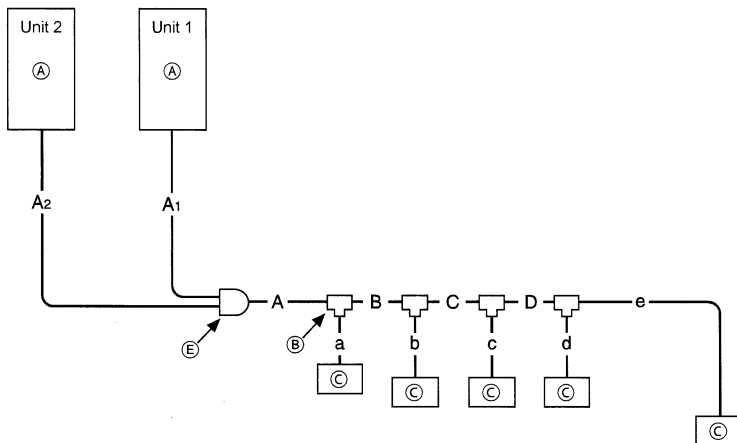 Unit 2 Unit 1
Ⓐ Ⓐ
A2 A1
A B C D e
Ⓔ Ⓑ a b c d
Ⓒ Ⓒ Ⓒ Ⓒ
Ⓒ